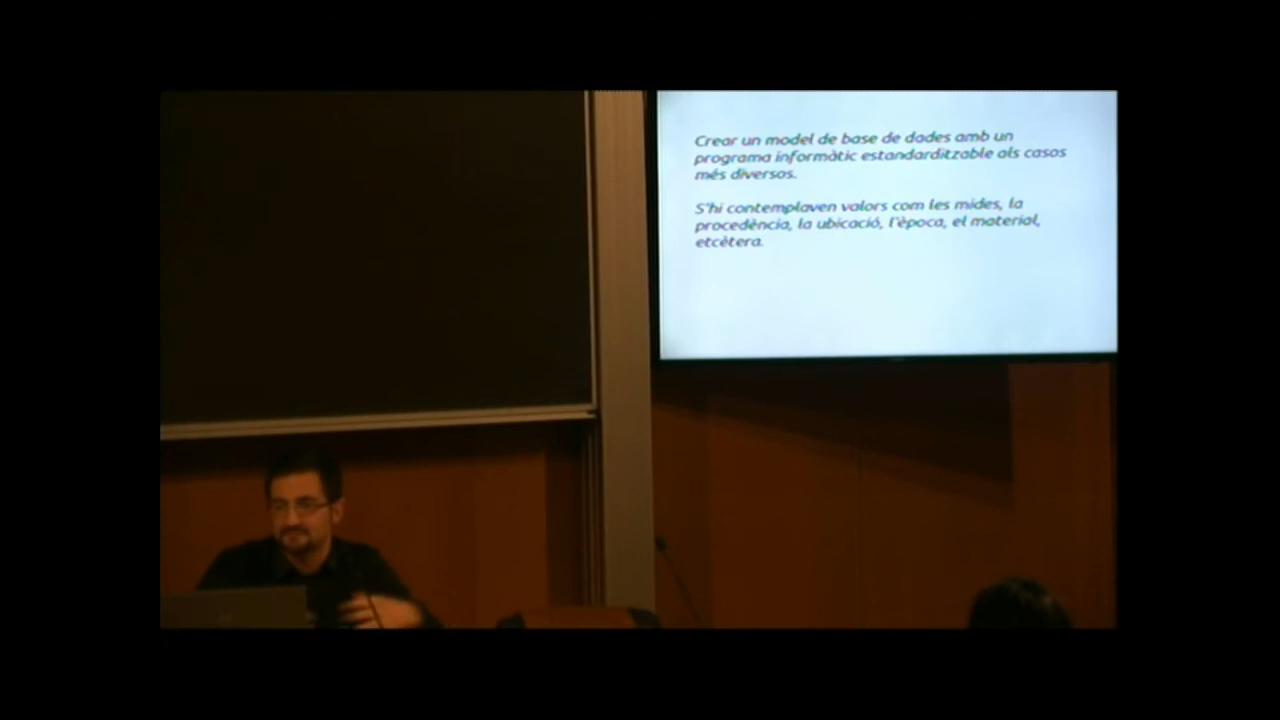 Crear un model de base de dades amb un
programa informàtic estandarditzable als casos
més diversos.
S'hi contemplaven valors com les mides, la
procedència, la ubicació, l'època, el material,
etcètera.